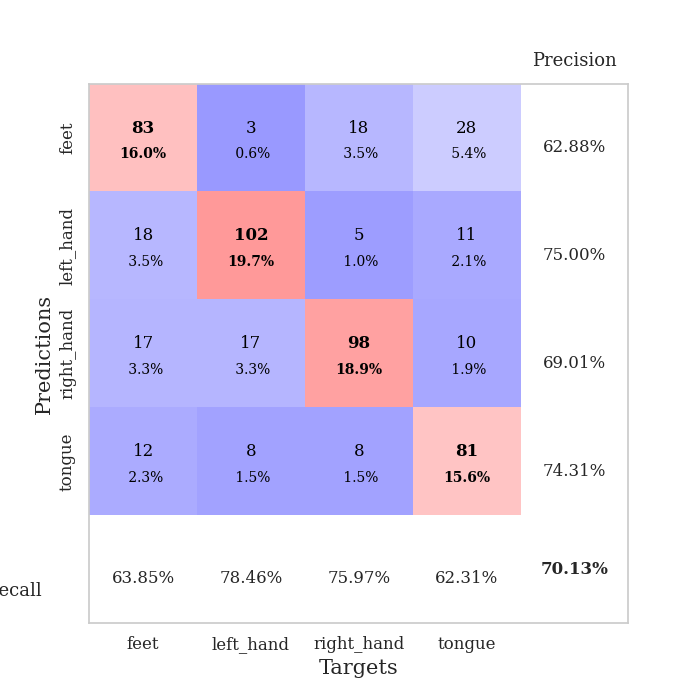 Precision
feet
83 3 18 28
16.0% 0.6% 3.5% 5.4%
62.88%
left_hand
18 102 5 11
3.5% 19.7% 1.0% 2.1%
75.00%
right_hand
17 17 98 10
3.3% 3.3% 18.9% 1.9%
69.01%
tongue
12 8 8 81
2.3% 1.5% 1.5% 15.6%
74.31%
Predictions
ecall
63.85% 78.46% 75.97% 62.31% 70.13%
feet left_hand right_hand tongue
Targets